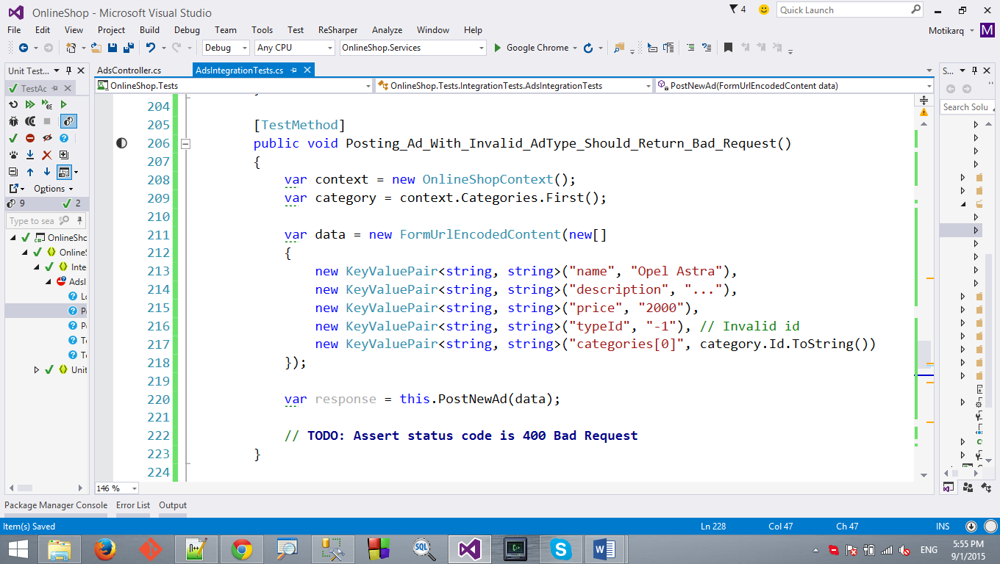 OnlineShop - Microsoft Visual Studio
4
Quick Launch
File Edit View Project Build Debug Team Tools Test ReSharper Analyze Window Help
Motikarq M
Debug Any CPU OnlineShop.Services Google Chrome
Unit Test...
AdsController.cs AdsIntegrationTests.cs
S...
TestAc
OnlineShop.Tests OnlineShop.Tests.IntegrationTests.AdsIntegrationTests PostNewAd(FormUrlEncodedContent data)
Search Solu
Options
9 2
Type to sea
OnlineSho
OnlineS
Inte
AdsI
Lo
P
P
T
T
Unit
204
205 [TestMethod]
206 public void Posting_Ad_With_Invalid_AdType_Should_Return_Bad_Request()
207 {
208 var context = new OnlineShopContext();
209 var category = context.Categories.First();
210
211 var data = new FormUrlEncodedContent(new[]
212 {
213 new KeyValuePair<string, string>("name", "Opel Astra"),
214 new KeyValuePair<string, string>("description", "..."),
215 new KeyValuePair<string, string>("price", "2000"),
216 new KeyValuePair<string, string>("typeId", "-1"), // Invalid id
217 new KeyValuePair<string, string>("categories[0]", category.Id.ToString())
218 });
219
220 var response = this.PostNewAd(data);
221
222 // TODO: Assert status code is 400 Bad Request
223 }
224
146 %
Package Manager Console Error List Output
Item(s) Saved Ln 228 Col 47 Ch 47 INS
ENG
5:55 PM
9/1/2015